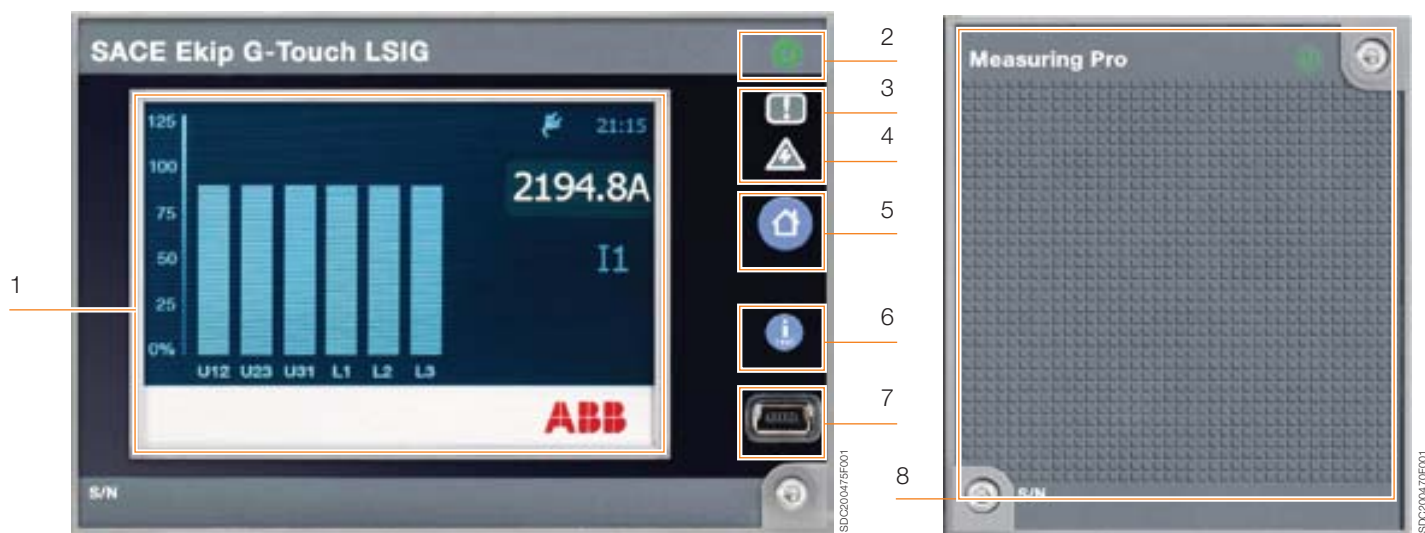 SACE Ekip G-Touch LSIG
2
3
4
5
6
7
1
125
100
75
50
25
0%
U12 U23 U31 L1 L2 L3
21:15
2194.8A
I1
ABB
S/N
SDC200475F001
Measuring Pro
8
S/N
SDC200470F001